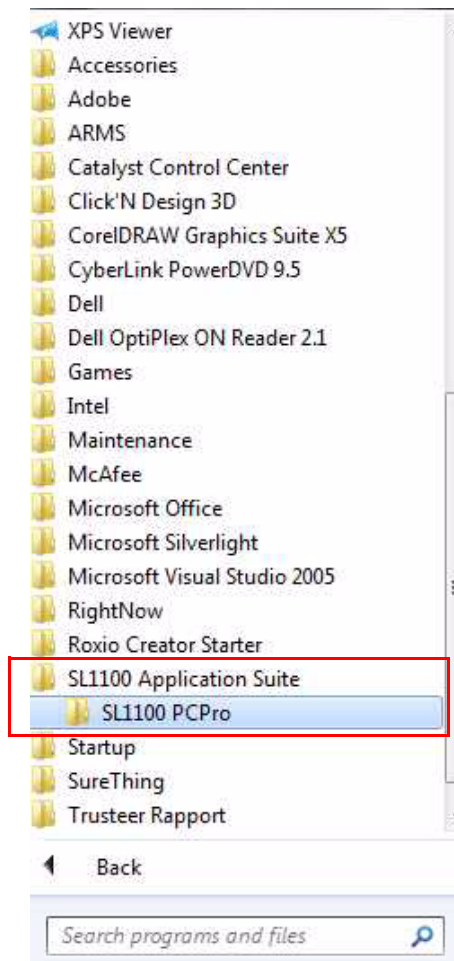 XPS Viewer
Accessories
Adobe
ARMS
Catalyst Control Center
Click'N Design 3D
CorelDRAW Graphics Suite X5
CyberLink PowerDVD 9.5
Dell
Dell OptiPlex ON Reader 2.1
Games
Intel
Maintenance
McAfee
Microsoft Office
Microsoft Silverlight
Microsoft Visual Studio 2005
RightNow
Roxio Creator Starter
SL1100 Application Suite
SL1100 PCPro
Startup
SureThing
Trusteer Rapport
Back
Search programs and files